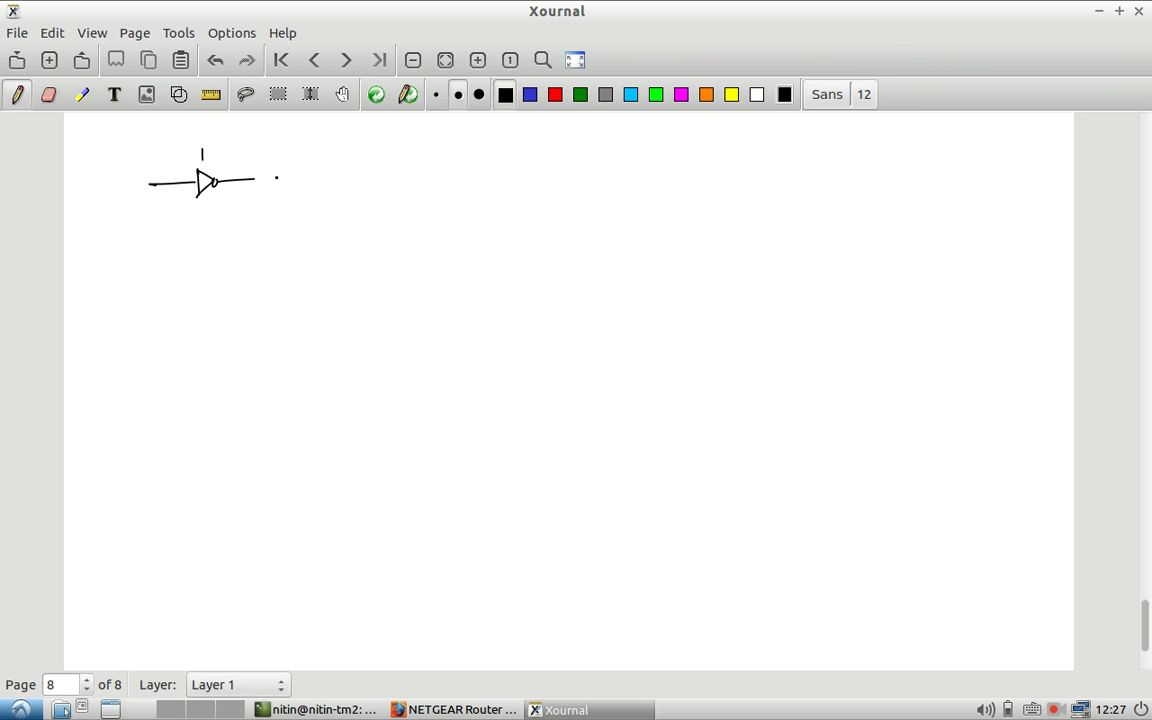 Xournal
File Edit View Page Tools Options Help
Sans 12
1
Page 8 of 8 Layer: Layer 1
nitin@nitin-tm2: ... NETGEAR Router ... Xournal 12:27